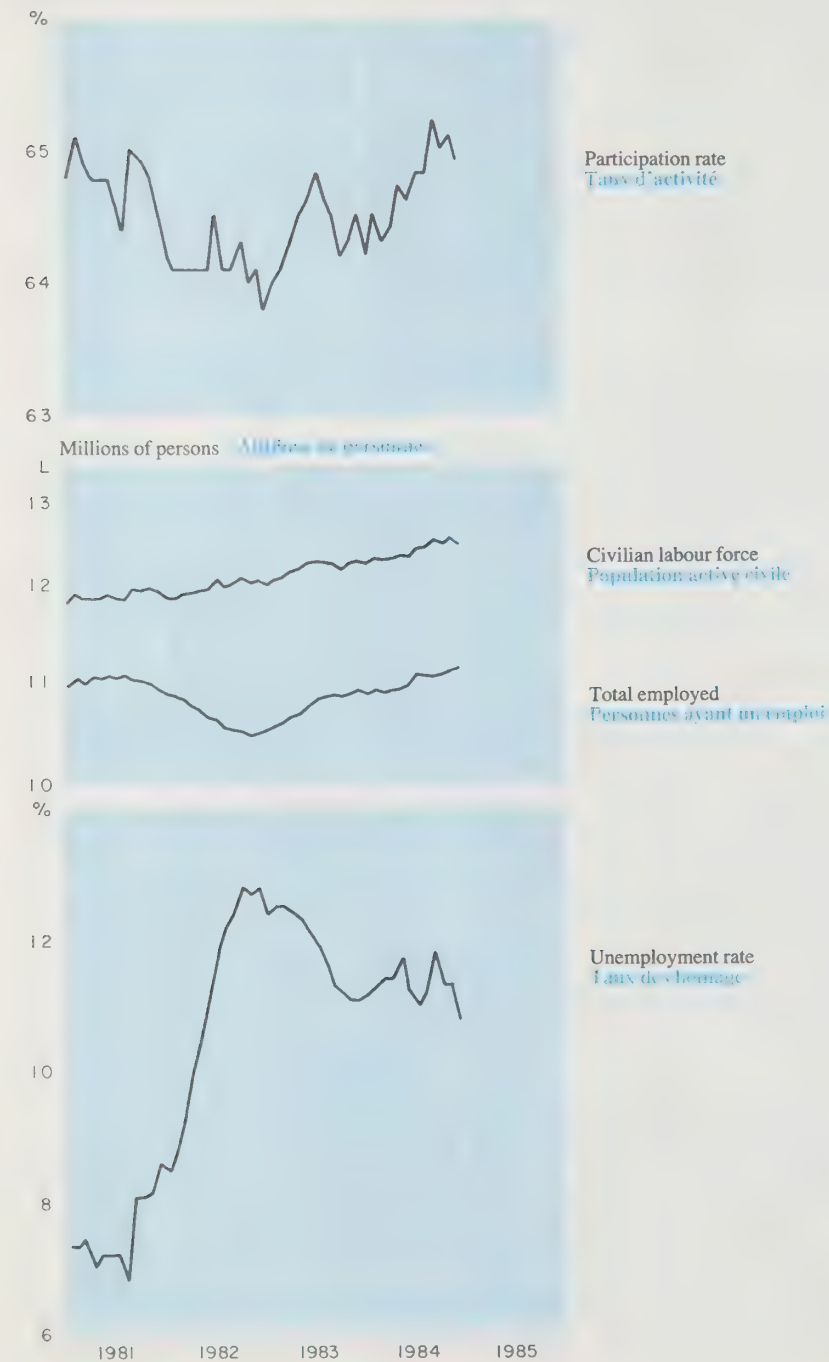 %
65
Participation rate
Taux d'activité
64
63
Millions of persons
L
13
12
Civilian labour force
Population active civile
11
Total employed
Personnes ayant un emploi
10
%
12
Unemployment rate
Taux de chômage
10
8
6
1981 1982 1983 1984 1985